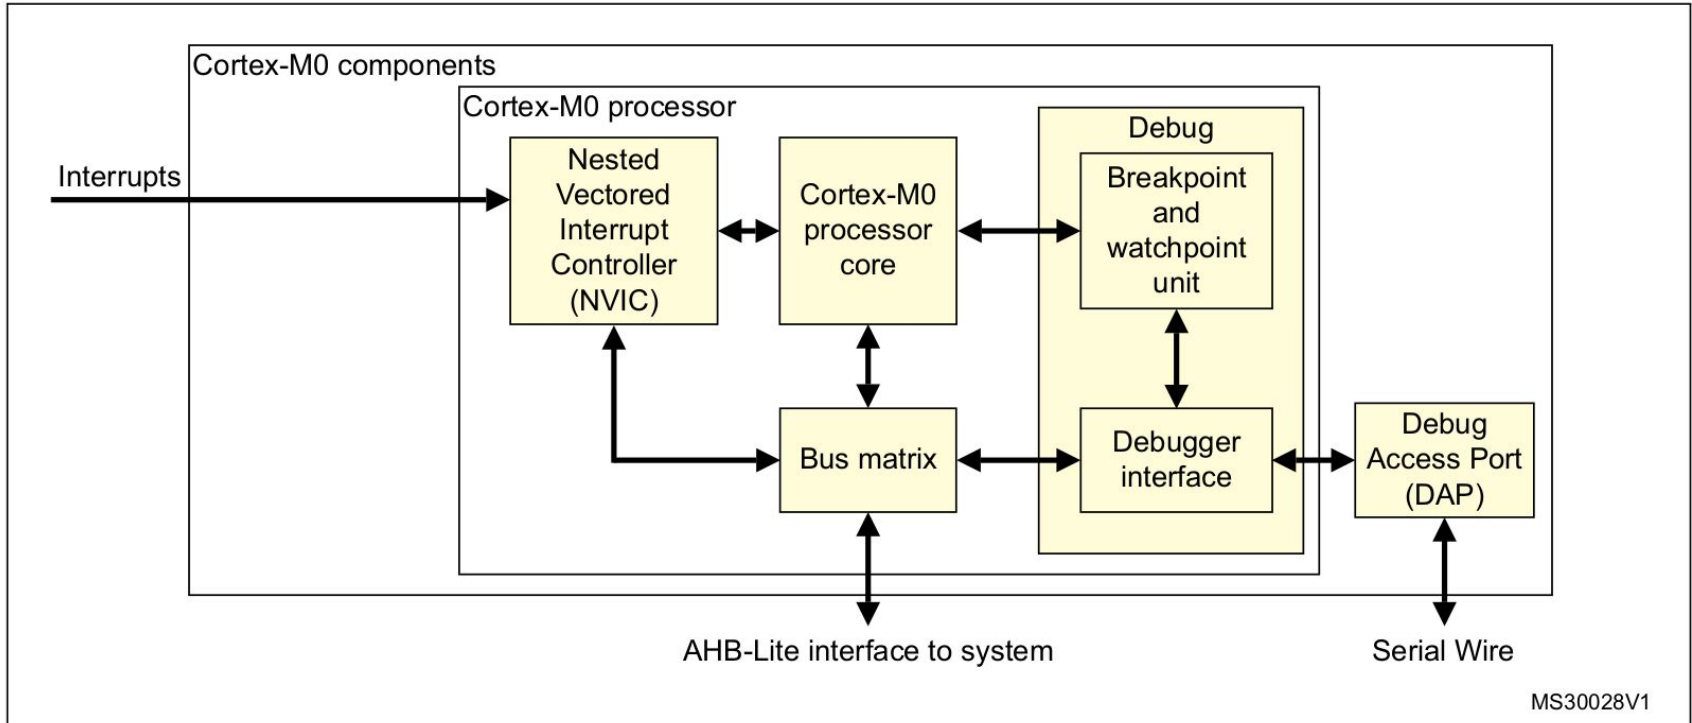 Cortex-M0 components
Cortex-M0 processor
Interrupts
Nested
Vectored
Interrupt
Controller
(NVIC)
Cortex-M0
processor
core
Debug
Breakpoint
and
watchpoint
unit
Bus matrix
Debugger
interface
Debug
Access Port
(DAP)
AHB-Lite interface to system
Serial Wire
MS30028V1